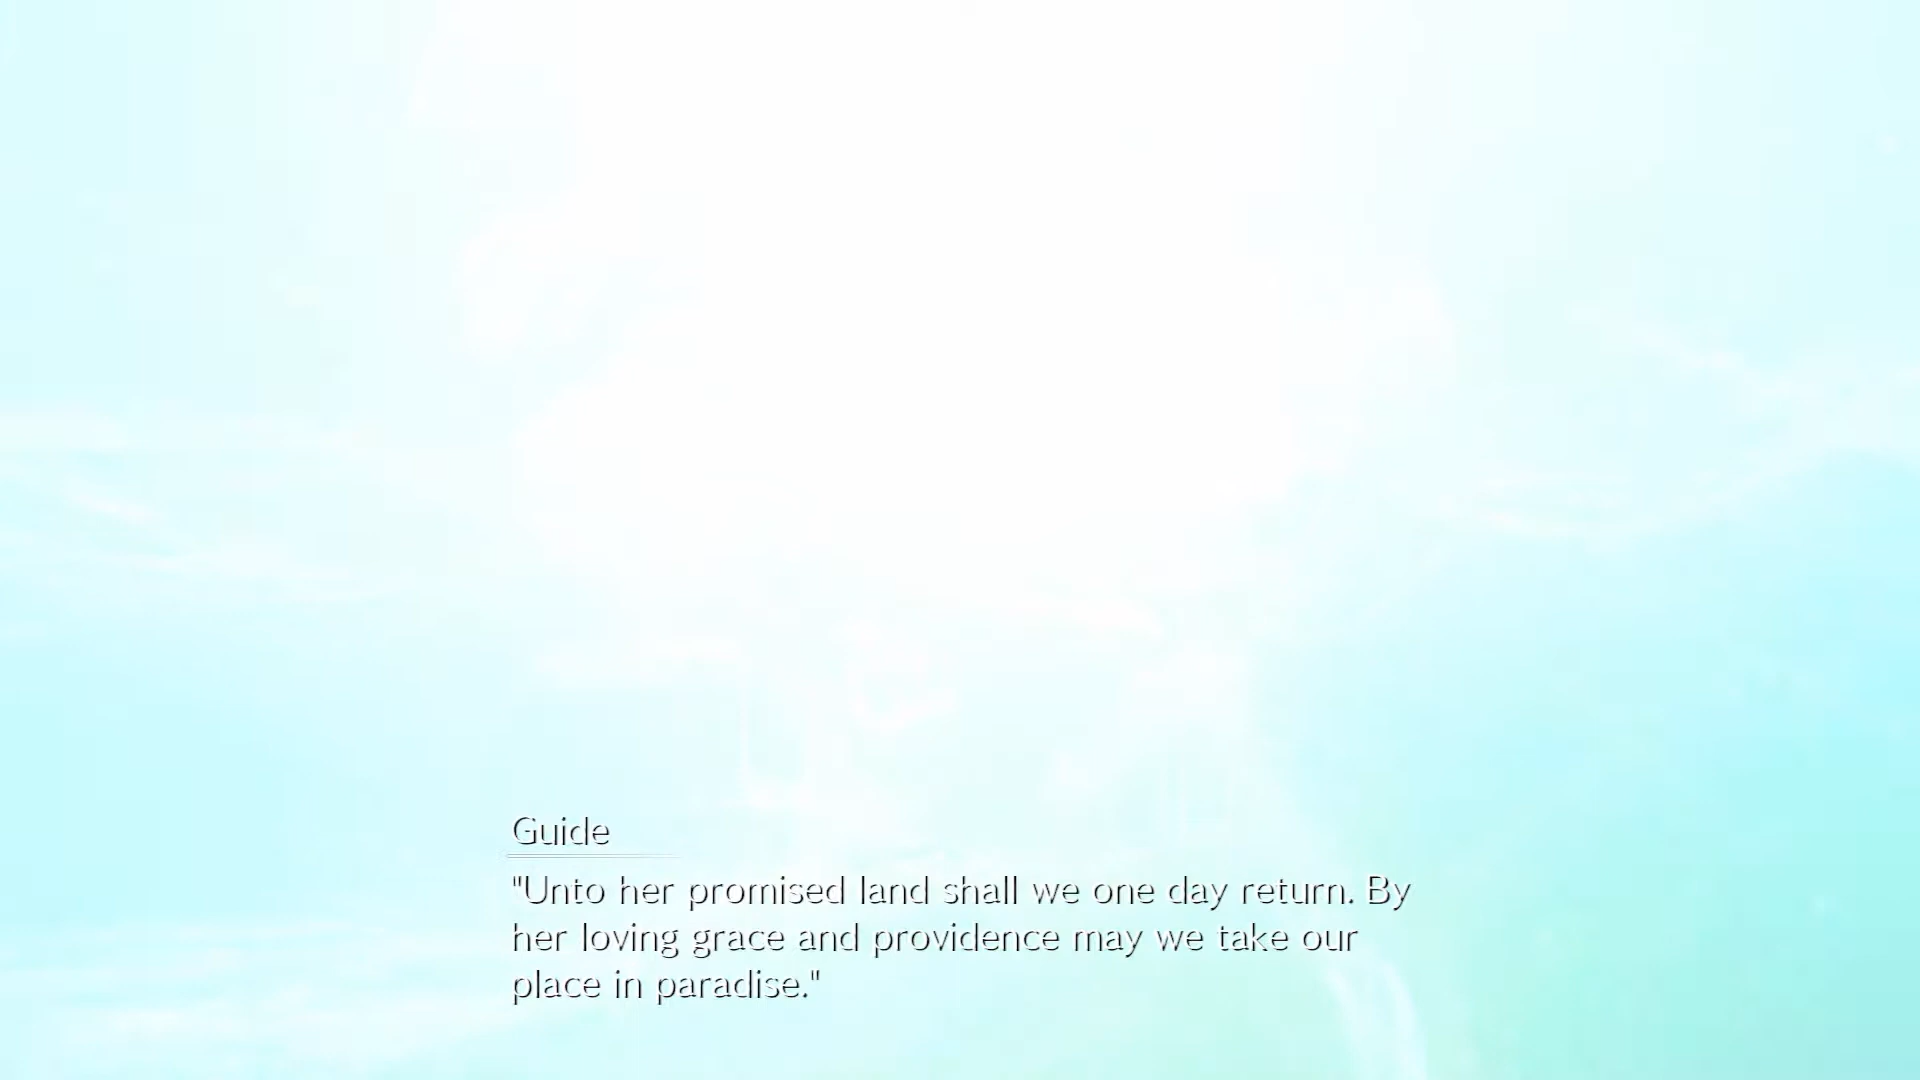 Guide
"Unto her promised land shall we one day return. By
her loving grace and providence may we take our
place in paradise."